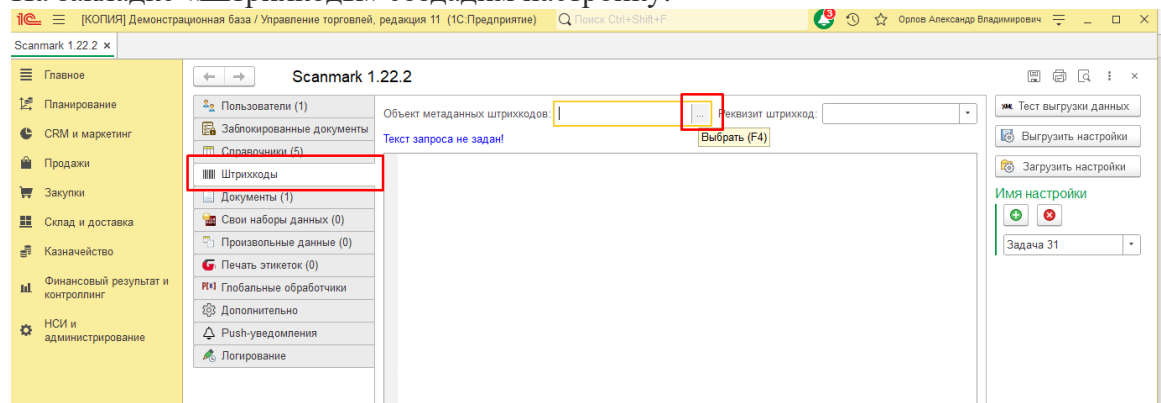 На закладке «Штрихкоды» создадим настройку:
[КОПИЯ] Демонстрационная база / Управление торговлей, редакция 11 (1С:Предприятие)
Поиск Ctrl+Shift+F
Орлов Александр Владимирович
Scanmark 1.22.2 ×
Главное
Планирование
CRM и маркетинг
Продажи
Закупки
Склад и доставка
Казначейство
Финансовый результат и
контроллинг
НСИ и
администрирование
Scanmark 1.22.2
Пользователи (1)
Заблокированные документы
Справочники (5)
Штрихкоды
Документы (1)
Свои наборы данных (0)
Произвольные данные (0)
Печать этикеток (0)
Глобальные обработчики
Дополнительно
Push-уведомления
Логирование
Объект метаданных штрихкодов:
...
Реквизит штрихкод:
Текст запроса не задан!
Выбрать (F4)
Тест выгрузки данных
Выгрузить настройки
Загрузить настройки
Имя настройки
Задача 31